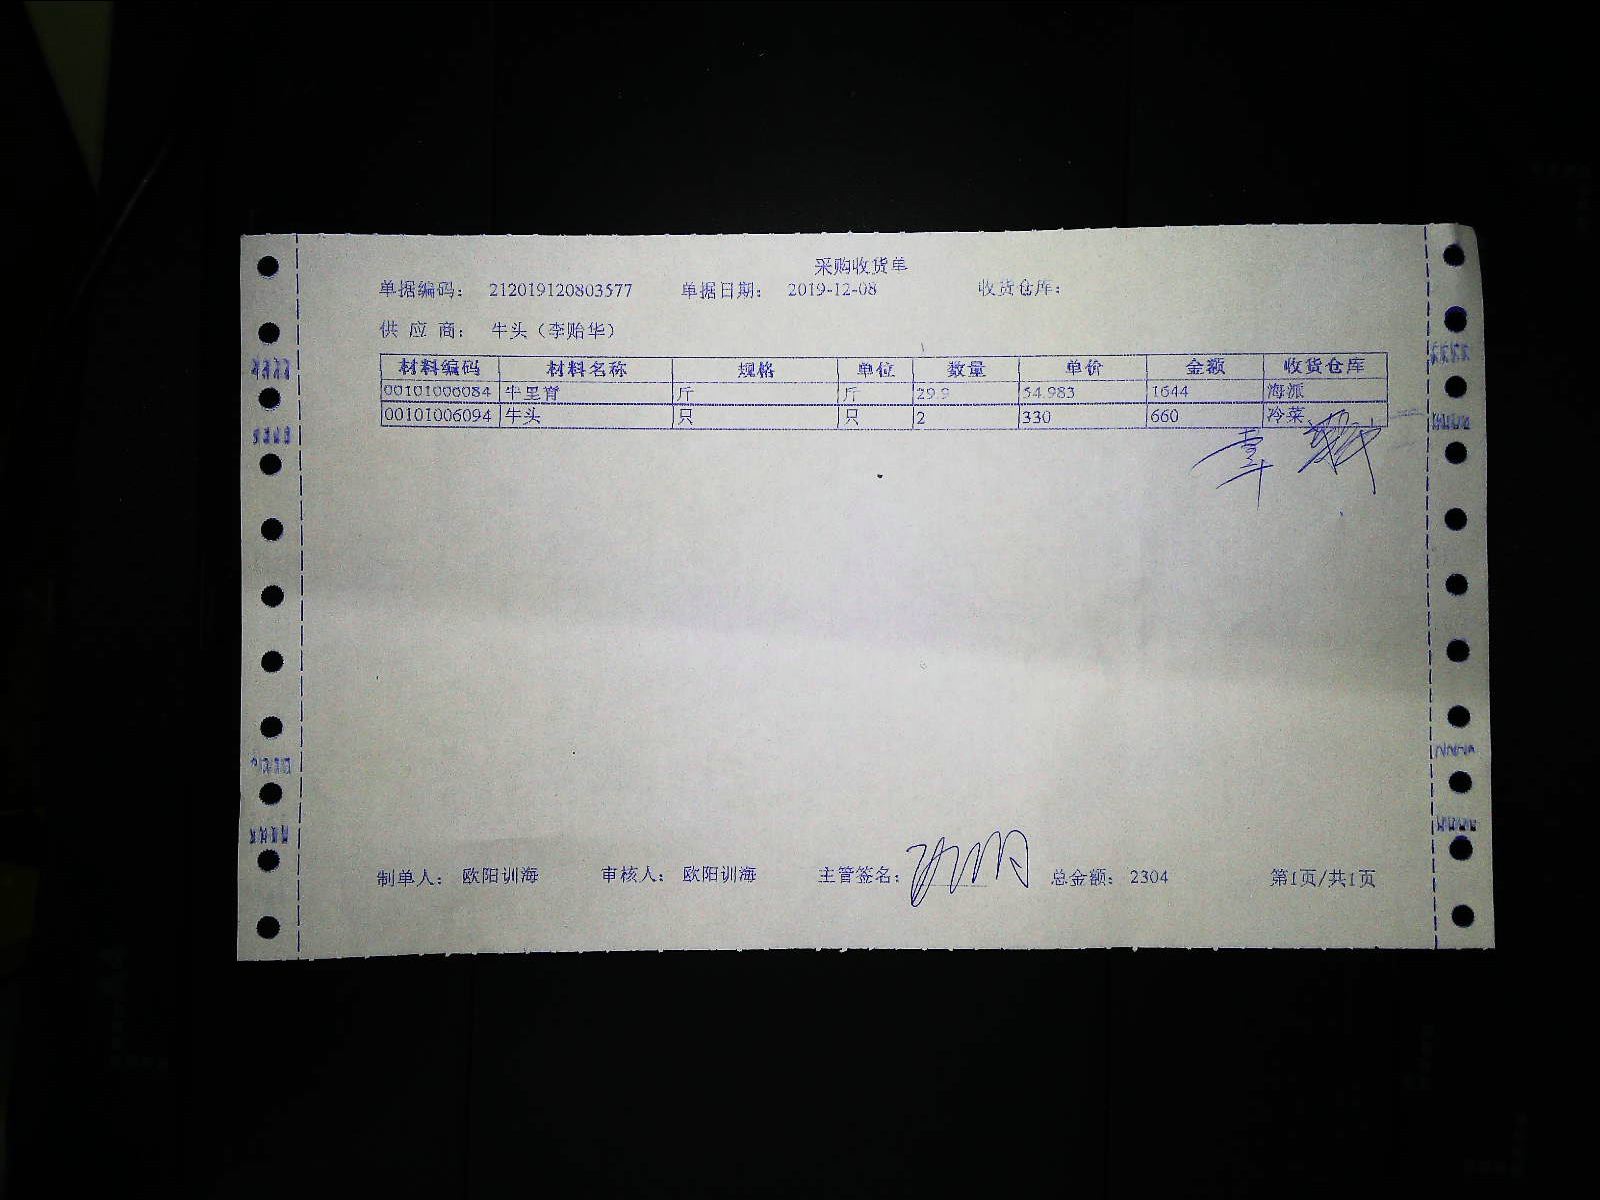 采购收货单
单据编码： 212019120803577 单据日期： 2019-12-08 收货仓库：
供 应 商： 牛头（李贻华）
材料编码 材料名称 规格 单位 数量 单价 金额 收货仓库
00101006084 牛里脊 斤 斤 29.9 54.983 1644 海派
00101006094 牛头 只 只 2 330 660 冷菜
制单人： 欧阳训海 审核人： 欧阳训海 主管签名： 总金额： 2304 第1页/共1页